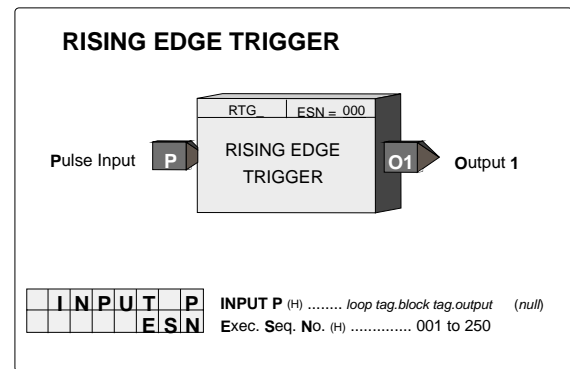 RISING EDGE TRIGGER
RTG_ ESN = 000
Pulse Input P RISING EDGE TRIGGER O1 Output 1
INPUT P INPUT P (H) ........ loop tag.block tag.output (null)
ESN Exec. Seq. No. (H) .............. 001 to 250